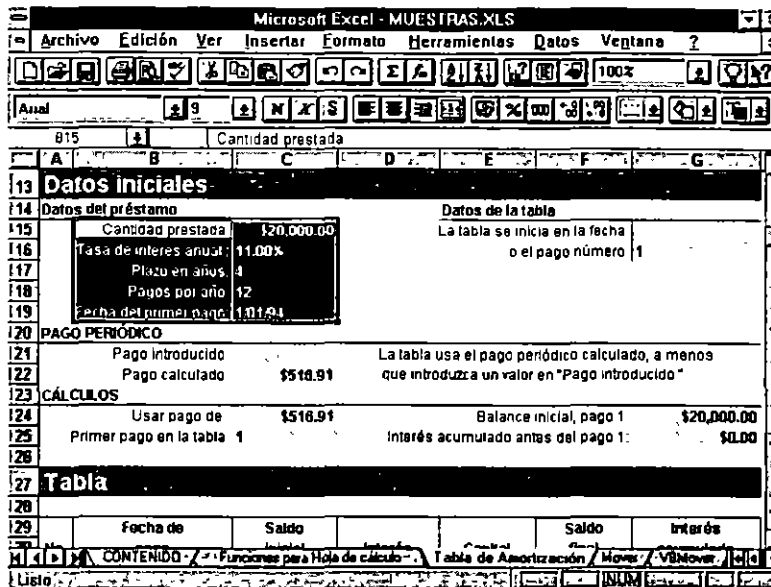 Microsoft Excel - MUESTRAS.XLS
Archivo Edición Ver Insertar Formato Herramientas Datos Ventana ?
100%
Arial 9 N X S % 000
B15 Cantidad prestada
A B C D E F G
13 Datos iniciales
14 Datos del préstamo Datos de la tabla
15 Cantidad prestada $20,000.00 La tabla se inicia en la fecha
16 Tasa de interes anual: 11.00% o el pago número 1
17 Plazo en años. 4
18 Pagos por año 12
19 Fecha del primer pago: 1/01/94
20 PAGO PERIÓDICO
21 Pago introducido La tabla usa el pago periódico calculado, a menos
22 Pago calculado $516.91 que introduzca un valor en "Pago introducido"
23 CÁLCULOS
24 Usar pago de $516.91 Balance inicial, pago 1 $20,000.00
25 Primer pago en la tabla 1 Interés acumulado antes del pago 1: $0.00
26
27 Tabla
28
29 Fecha de Saldo Saldo Interés
CONTENIDO Funciones para Hoja de cálculo Tabla de Amortización Mover VBMover
Listo NUM